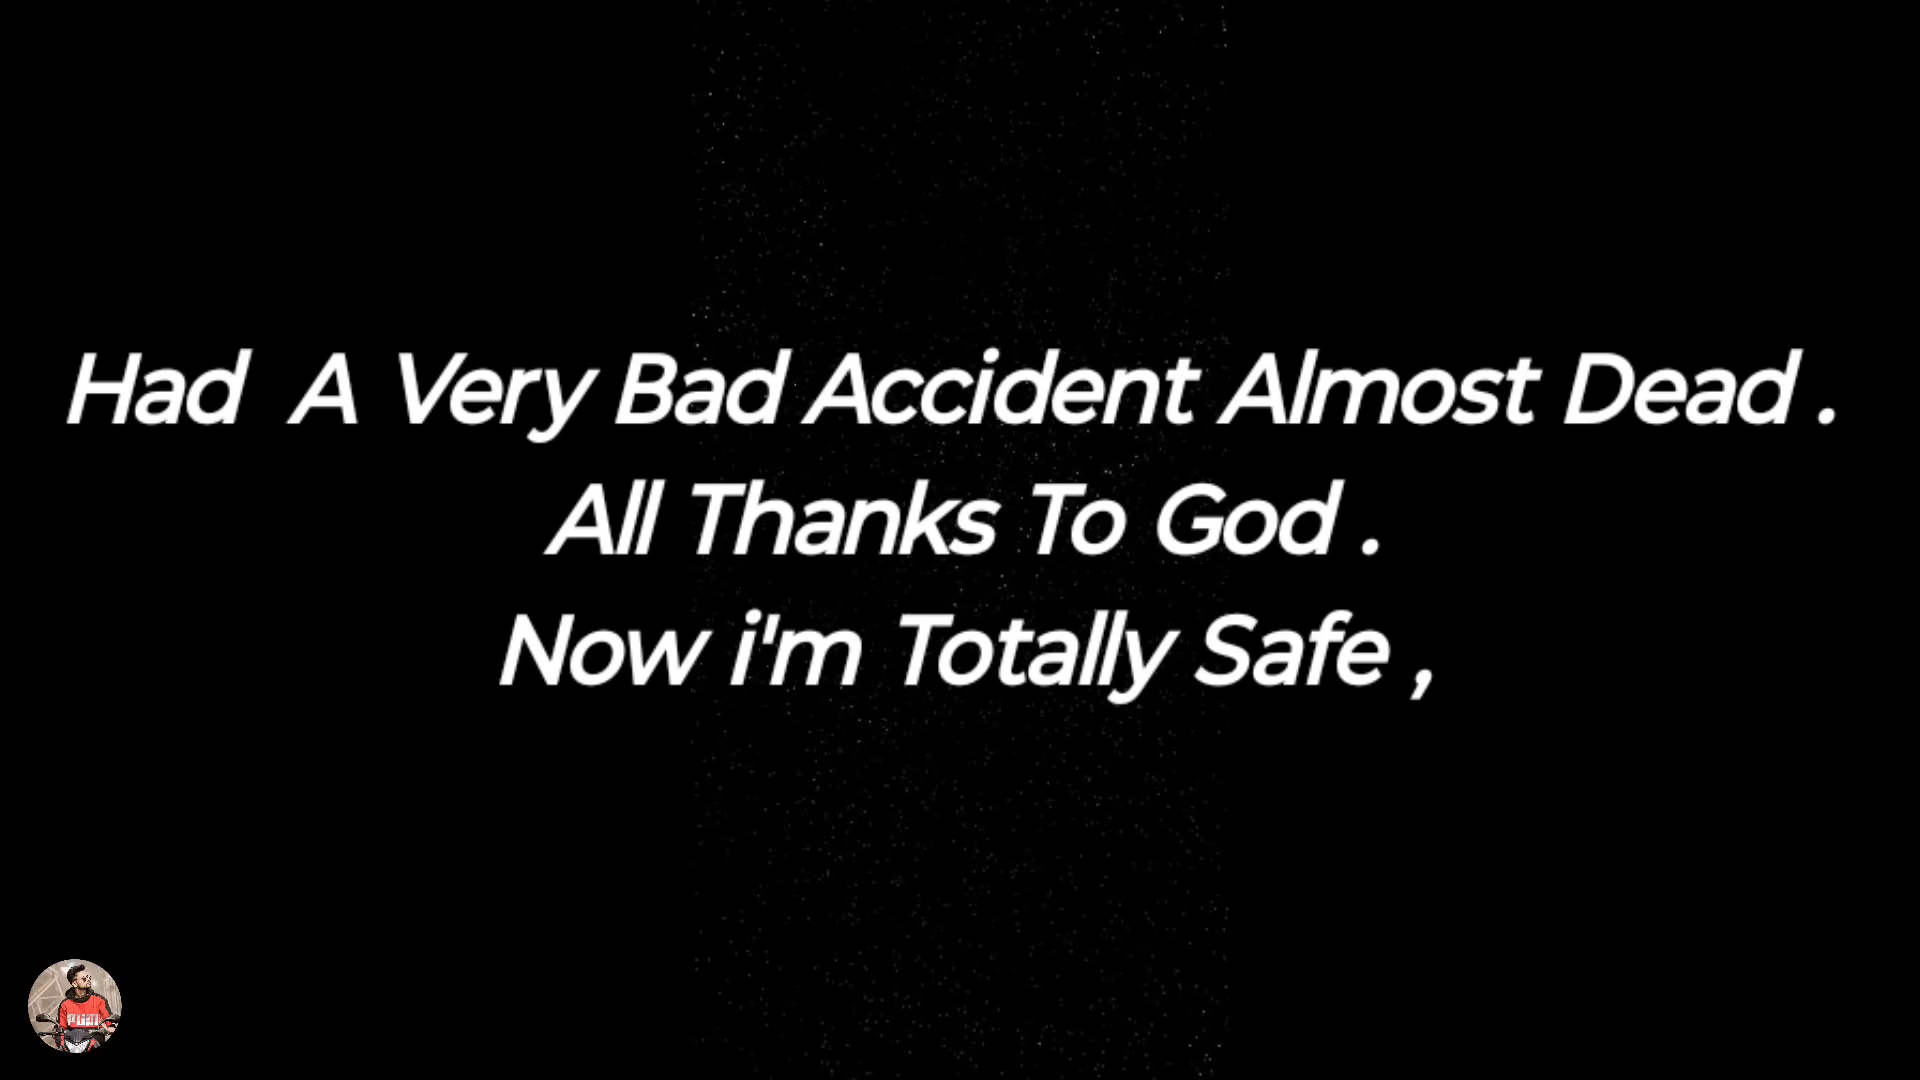 Had A Very Bad Accident Almost Dead .
All Thanks To God .
Now i'm Totally Safe ,